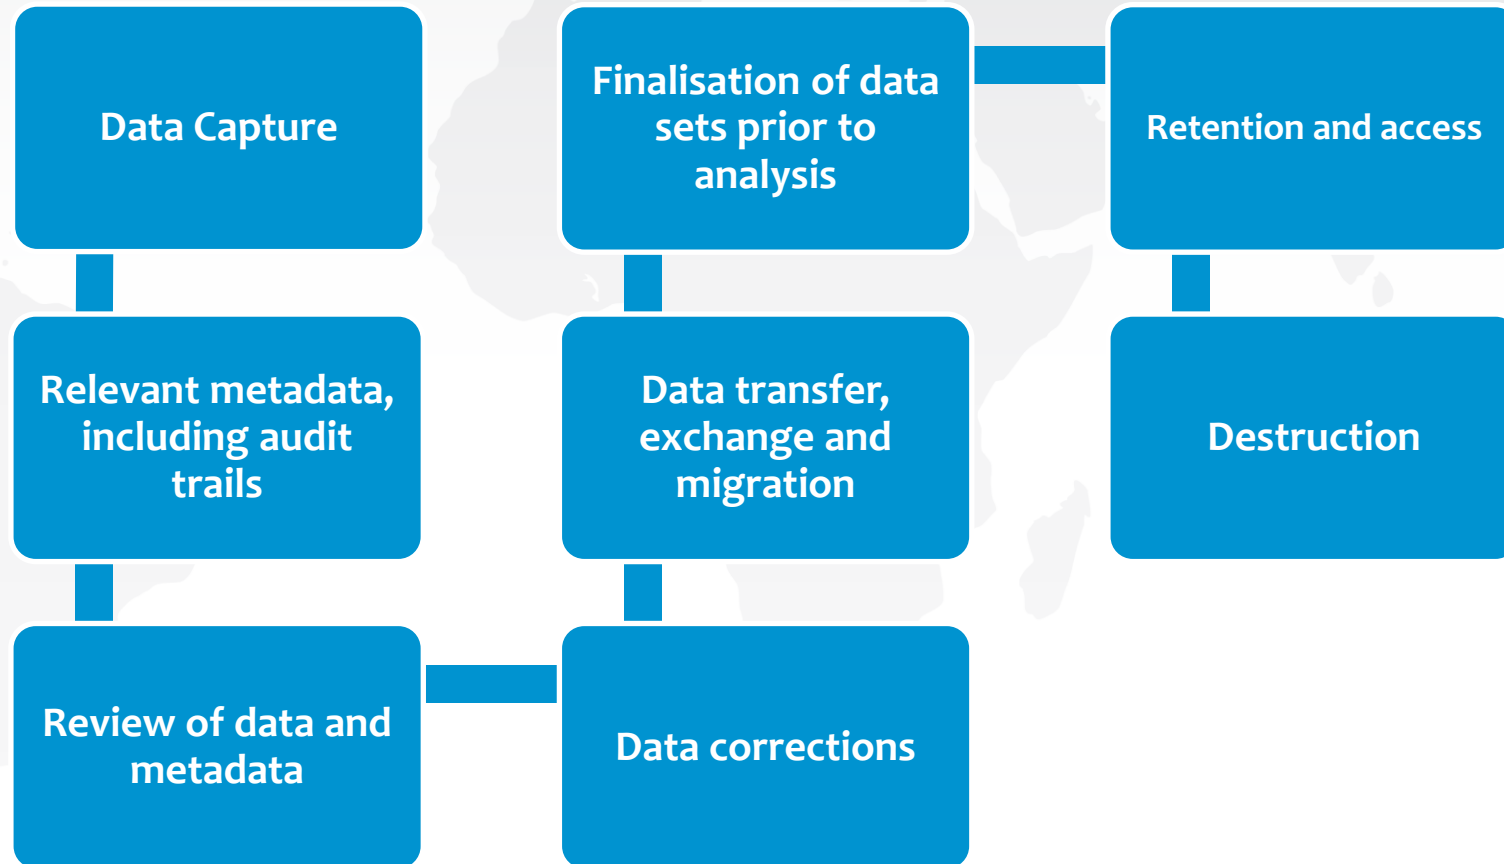 Data Capture
Relevant metadata,
including audit
trails
Review of data and
metadata
Data corrections
Data transfer,
exchange and
migration
Finalisation of data
sets prior to
analysis
Retention and access
Destruction